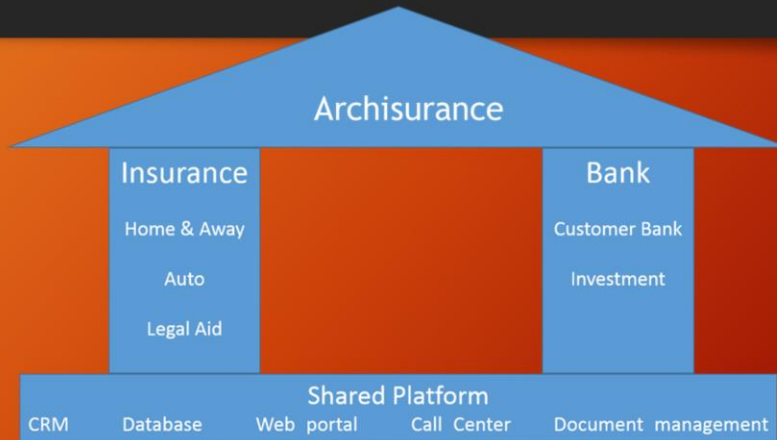 Archisurance
Insurance
Home & Away
Auto
Legal Aid
Bank
Customer Bank
Investment
Shared Platform
CRM Database Web portal Call Center Document management